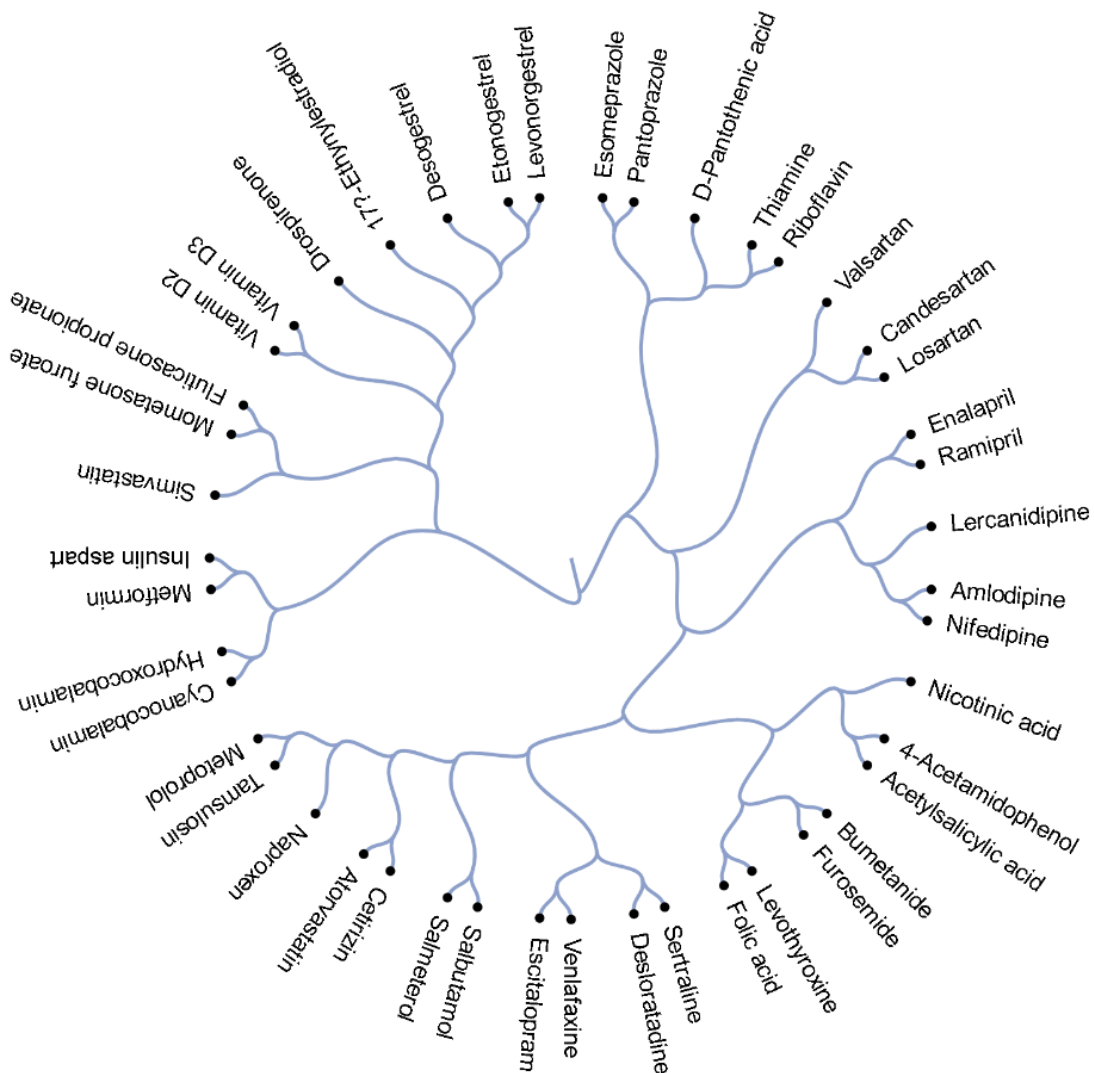 Esomeprazole
Pantoprazole
D-Pantothenic acid
Thiamine
Riboflavin
Valsartan
Candesartan
Losartan
Enalapril
Ramipril
Lercanidipine
Amlodipine
Nifedipine
Nicotinic acid
4-Acetamidophenol
Acetylsalicylic acid
Bumetanide
Furosemide
Levothyroxine
Folic acid
Sertraline
Desloratadine
Venlafaxine
Escitalopram
Salbutamol
Salmeterol
Cetirizin
Atorvastatin
Naproxen
Tamsulosin
Metoprolol
Cyanocobalamin
Hydroxocobalamin
Metformin
Insulin aspart
Simvastatin
Mometasone furoate
Fluticasone propionate
Vitamin D2
Vitamin D3
Drospirenone
17?-Ethynylestradiol
Desogestrel
Etonogestrel
Levonorgestrel